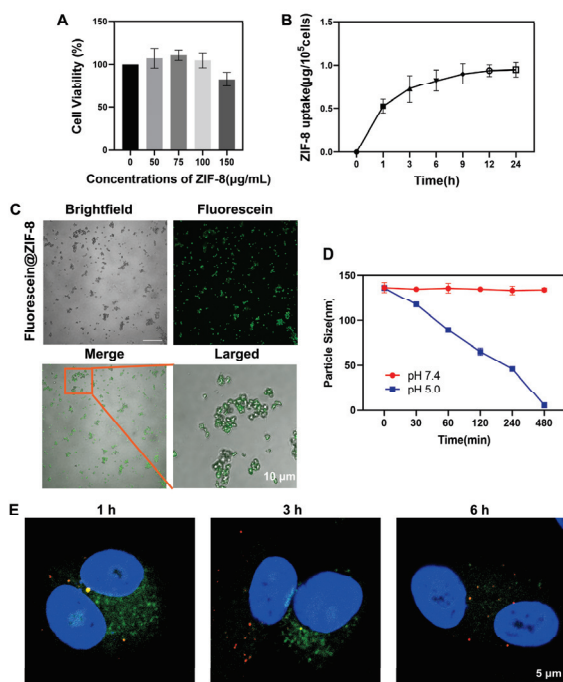 A
Cell Viability (%)
150
100
50
0
0 50 75 100 150
Concentrations of ZIF-8(μg/mL)
B
ZIF-8 uptake(μg/10⁵cells)
1.5
1.0
0.5
0.0
0 1 3 6 9 12 24
Time(h)
C
Brightfield Fluorescein
Fluorescein@ZIF-8
Merge Larged
10 μm
D
Particle Size(nm)
150
100
50
0
pH 7.4
pH 5.0
0 30 60 120 240 480
Time(min)
E
1 h 3 h 6 h
5 μm